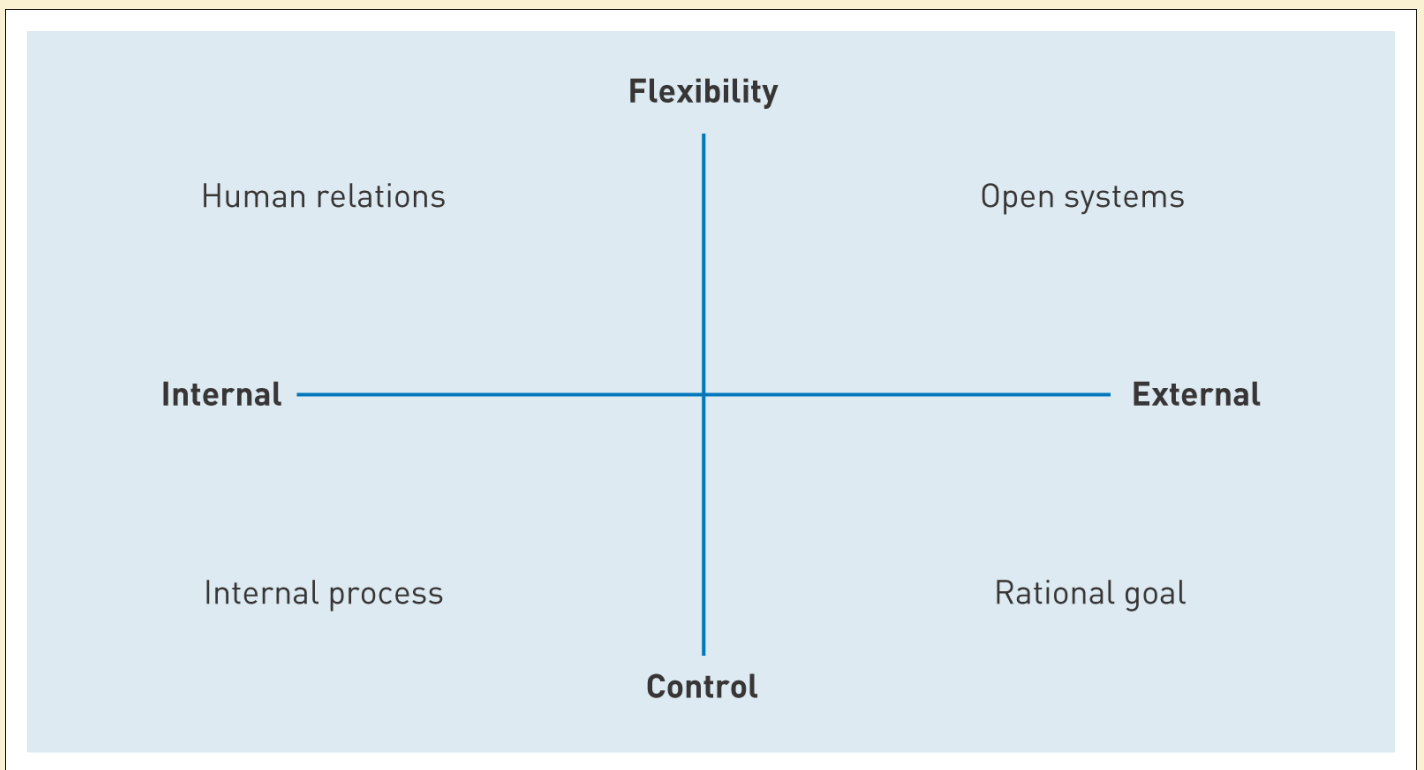 Flexibility
Human relations
Open systems
Internal
External
Internal process
Rational goal
Control